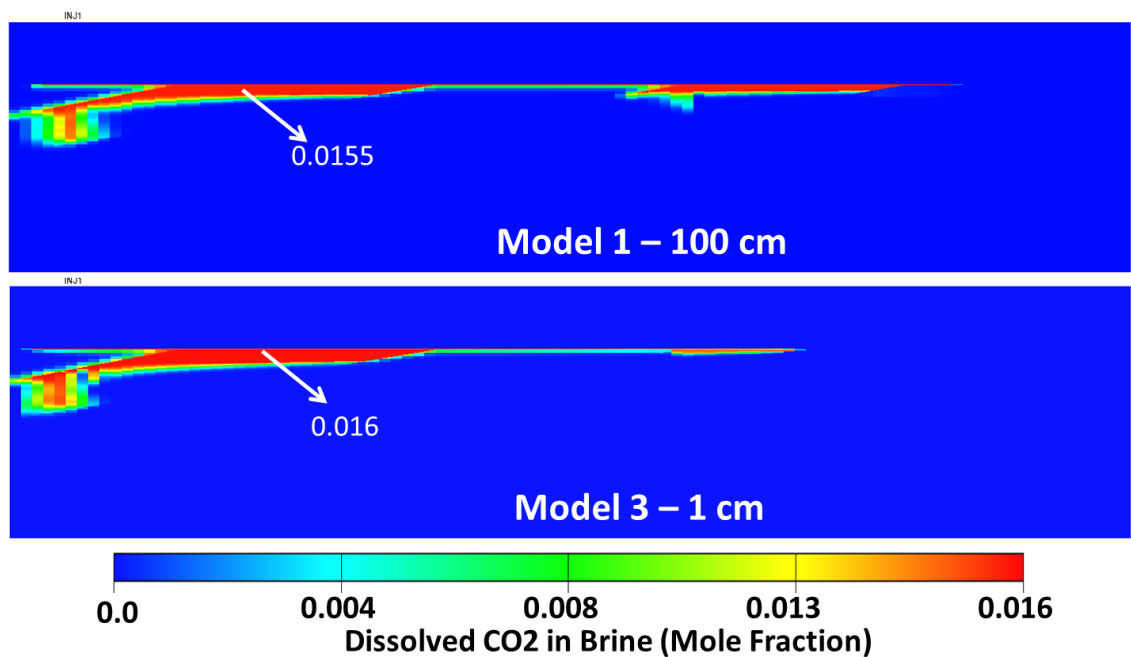 INJ1
0.0155
Model 1 – 100 cm
INJ1
0.016
Model 3 – 1 cm
0.0 0.004 0.008 0.013 0.016
Dissolved CO2 in Brine (Mole Fraction)